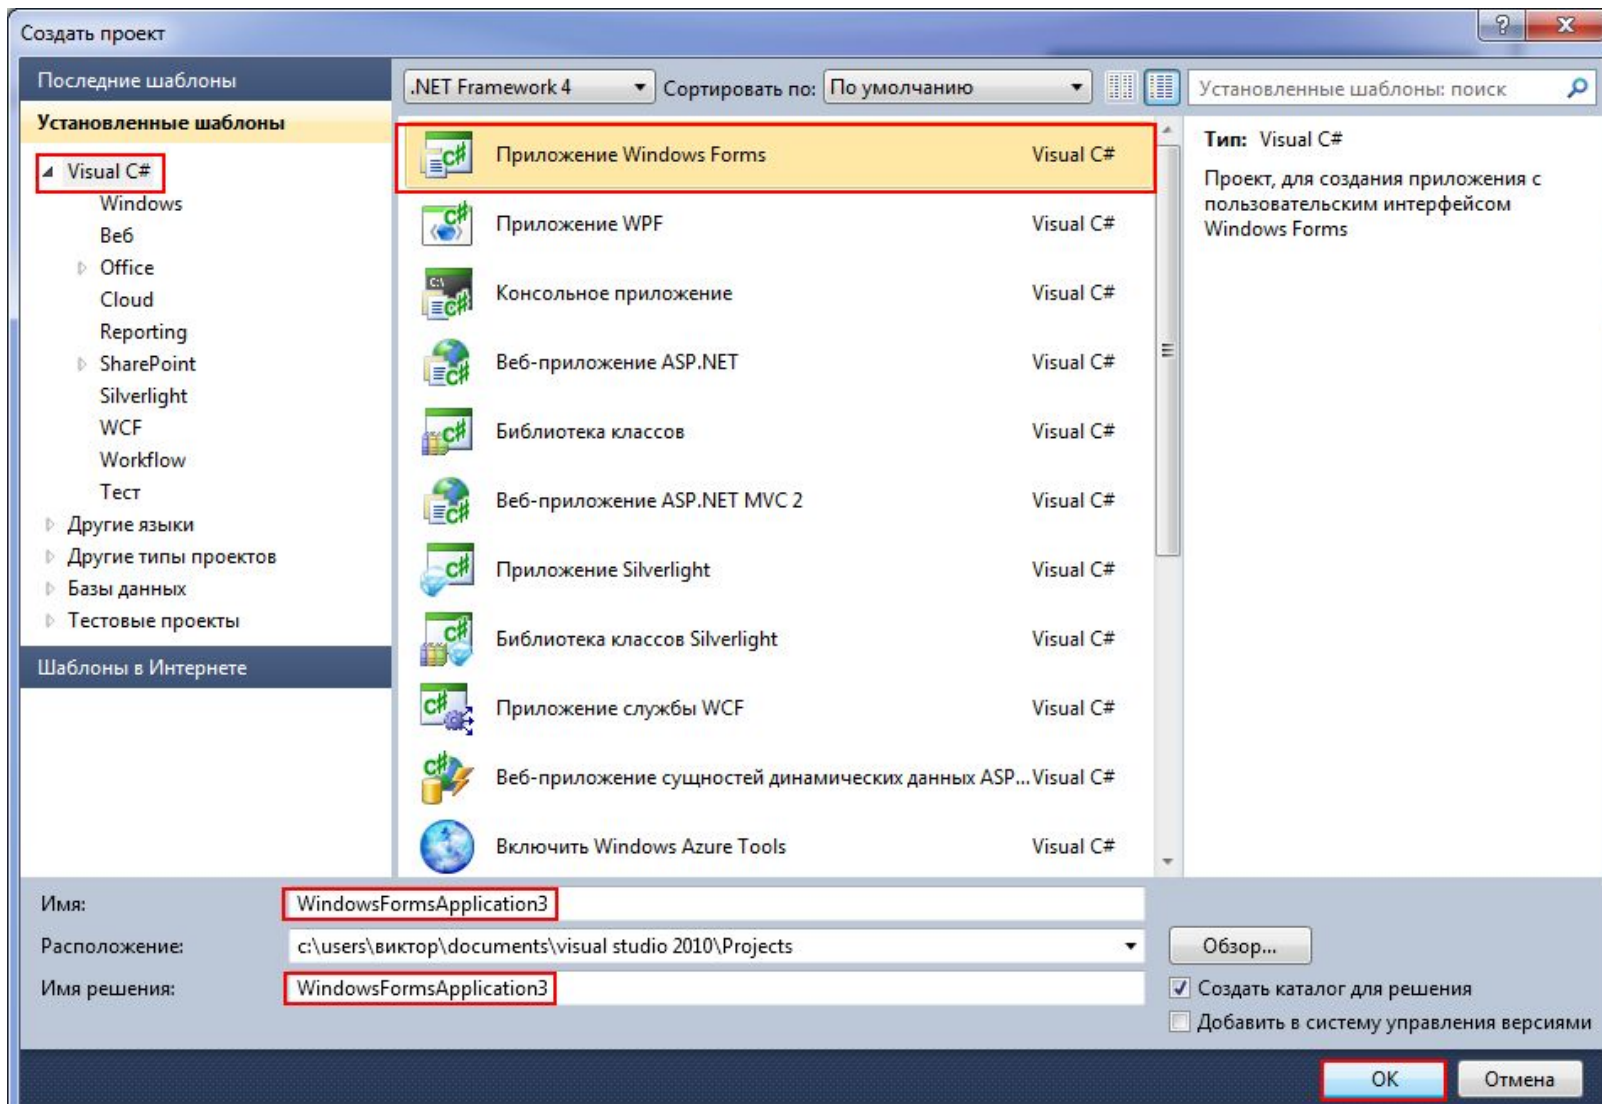 Создать проект
Последние шаблоны
Установленные шаблоны
Visual C#
Windows
Веб
Office
Cloud
Reporting
SharePoint
Silverlight
WCF
Workflow
Тест
Другие языки
Другие типы проектов
Базы данных
Тестовые проекты
Шаблоны в Интернете
.NET Framework 4 Сортировать по: По умолчанию
Приложение Windows Forms Visual C#
Приложение WPF Visual C#
Консольное приложение Visual C#
Веб-приложение ASP.NET Visual C#
Библиотека классов Visual C#
Веб-приложение ASP.NET MVC 2 Visual C#
Приложение Silverlight Visual C#
Библиотека классов Silverlight Visual C#
Приложение службы WCF Visual C#
Веб-приложение сущностей динамических данных ASP... Visual C#
Включить Windows Azure Tools Visual C#
Установленные шаблоны: поиск
Тип: Visual C#
Проект, для создания приложения с
пользовательским интерфейсом
Windows Forms
Имя: WindowsFormsApplication3
Расположение: c:\users\виктор\documents\visual studio 2010\Projects Обзор...
Имя решения: WindowsFormsApplication3 Создать каталог для решения
Добавить в систему управления версиями
OK Отмена